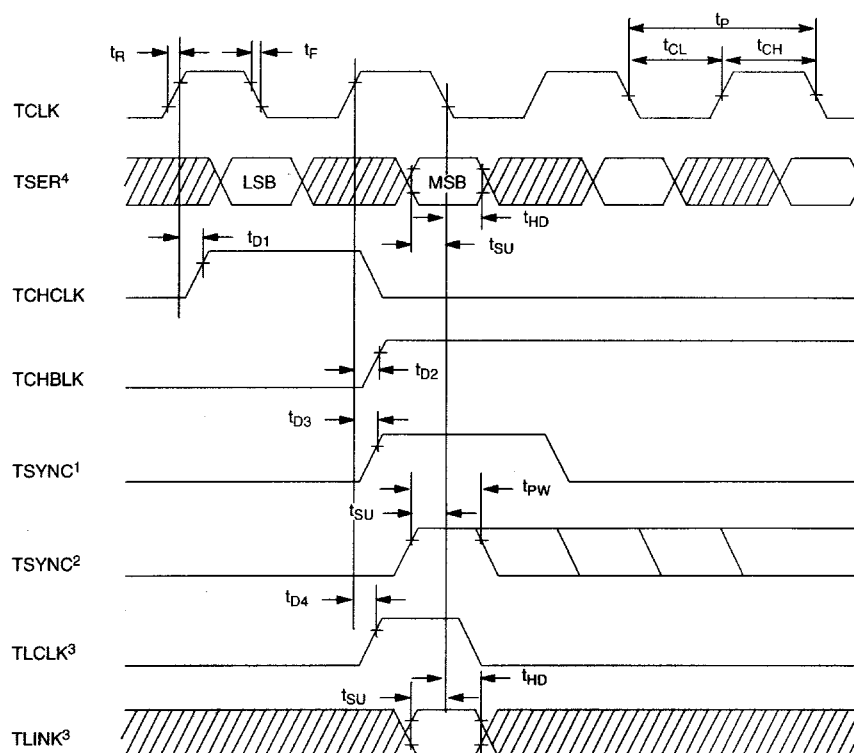 tR tF tP
tCL tCH
TCLK
TSER4 LSB MSB
tHD
tD1 tSU
TCHCLK
TCHBLK tD2
tD3
TSYNC1
tPW
tSU
TSYNC2
tD4
TLCLK3
tHD
tSU
TLINK3